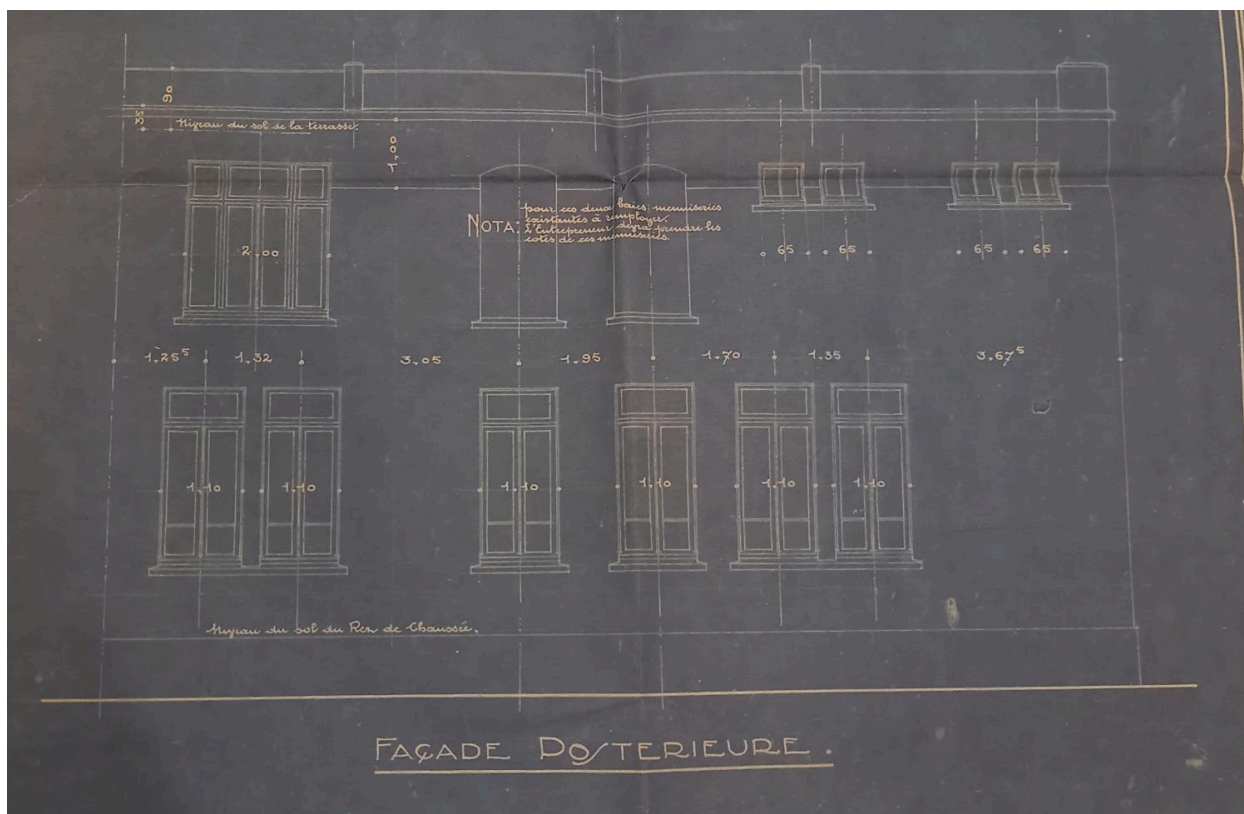 90
35
Niveau du sol de la terrasse.
1.00
NOTA: pour ces deux baies, menuiseries
existantes à remployer.
L'Entrepreneur devra prendre les
cotes de ces menuiseries.
2.00
65 65 65 65
1.25⁵ 1.32 3.05 1.95 1.70 1.35 3.67⁵
1.10 1.10 1.10 1.10 1.10 1.10
Niveau du sol du Rez de Chaussée.
FAÇADE POSTERIEURE.